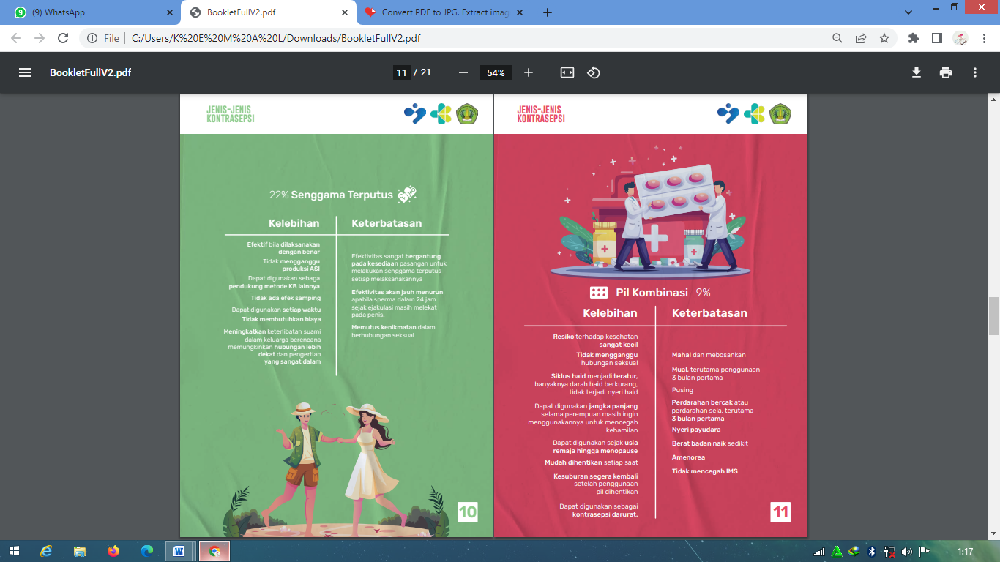 9
(9) WhatsApp
BookletFullV2.pdf
Convert PDF to JPG. Extract imag
File
C:/Users/K%20E%20M%20A%20L/Downloads/BookletFullV2.pdf
BookletFullV2.pdf
11 / 21
54%
JENIS-JENIS
KONTRASEPSI
22% Senggama Terputus
Kelebihan
Keterbatasan
Efektif bila dilaksanakan
dengan benar
Tidak mengganggu
produksi ASI
Dapat digunakan sebaga
pendukung metode KB lainnya
Tidak ada efek samping
Dapat digunakan setiap waktu
Tidak membutuhkan biaya
Meningkatkan keterlibatan suami
dalam keluarga berencana
memungkinkan hubungan lebih
dekat dan pengertian
yang sangat dalam
Efektivitas sangat bergantung
pada kesediaan pasangan untuk
melakukan senggama terputus
setiap melaksanakannya
Efektivitas akan jauh menurun
apabila sperma dalam 24 jam
sejak ejakulasi masih melekat
pada penis.
Memutus kenikmatan dalam
berhubungan seksual.
10
JENIS-JENIS
KONTRASEPSI
Pil Kombinasi 9%
Kelebihan
Keterbatasan
Resiko terhadap kesehatan
sangat kecil
Tidak mengganggu
hubungan seksual
Siklus haid menjadi teratur,
banyaknya darah haid berkurang,
tidak terjadi nyeri haid
Dapat digunakan jangka panjang
selama perempuan masih ingin
menggunakannya untuk mencegah
kehamilan
Dapat digunakan sejak usia
remaja hingga menopause
Mudah dihentikan setiap saat
Kesuburan segera kembali
setelah penggunaan
pil dihentikan
Dapat digunakan sebagai
kontrasepsi darurat.
Mahal dan mebosankan
Mual, terutama penggunaan
3 bulan pertama
Pusing
Perdarahan bercak atau
perdarahan sela, terutama
3 bulan pertama
Nyeri payudara
Berat badan naik sedikit
Amenorea
Tidak mencegah IMS
11
1:17